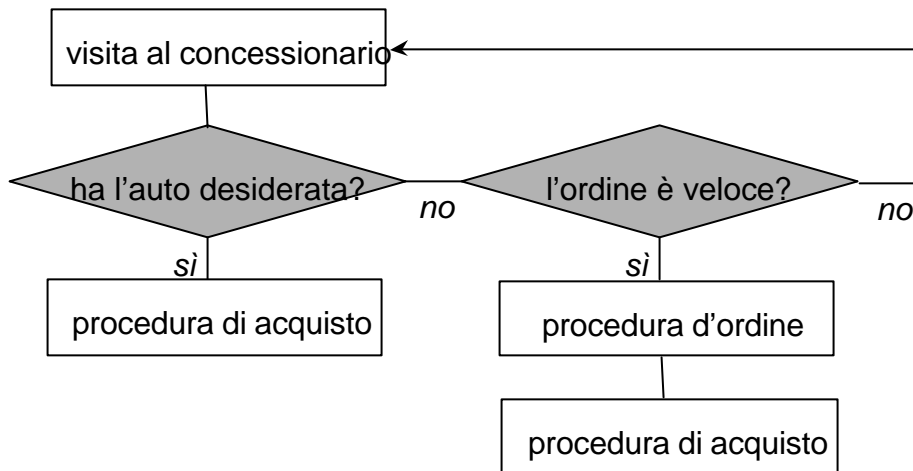 visita al concessionario
ha l'auto desiderata?
no
l'ordine è veloce?
no
sì
sì
procedura di acquisto
procedura d'ordine
procedura di acquisto